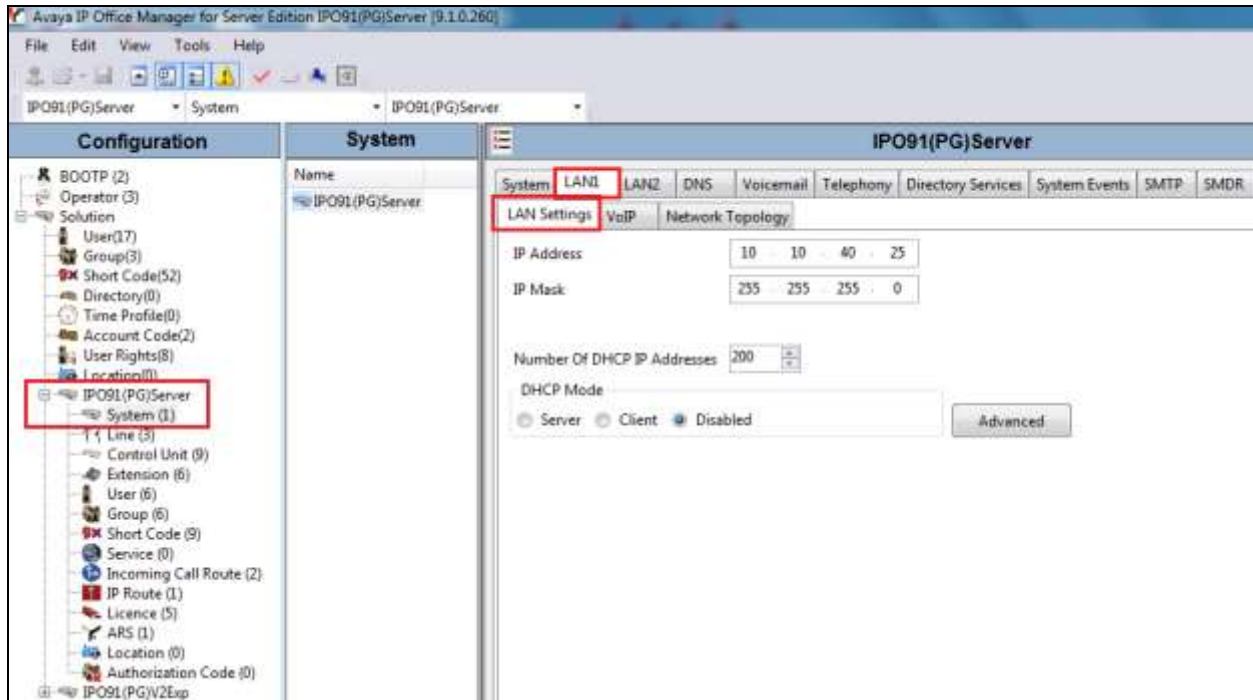 Avaya IP Office Manager for Server Edition IPO91(PG)Server [9.1.0.260]
File Edit View Tools Help
IPO91(PG)Server System IPO91(PG)Server
Configuration
BOOTP (2)
Operator (3)
Solution
User(17)
Group(3)
Short Code(52)
Directory(0)
Time Profile(0)
Account Code(2)
User Rights(8)
Location(0)
IPO91(PG)Server
System (1)
Line (3)
Control Unit (9)
Extension (6)
User (6)
Group (6)
Short Code (9)
Service (0)
Incoming Call Route (2)
IP Route (1)
Licence (5)
ARS (1)
Location (0)
Authorization Code (0)
IPO91(PG)V2Exp
System
Name
IPO91(PG)Server
IPO91(PG)Server
System LAN1 LAN2 DNS Voicemail Telephony Directory Services System Events SMTP SMDR
LAN Settings VoIP Network Topology
IP Address 10 . 10 . 40 . 25
IP Mask 255 . 255 . 255 . 0
Number Of DHCP IP Addresses 200
DHCP Mode
Server Client Disabled Advanced